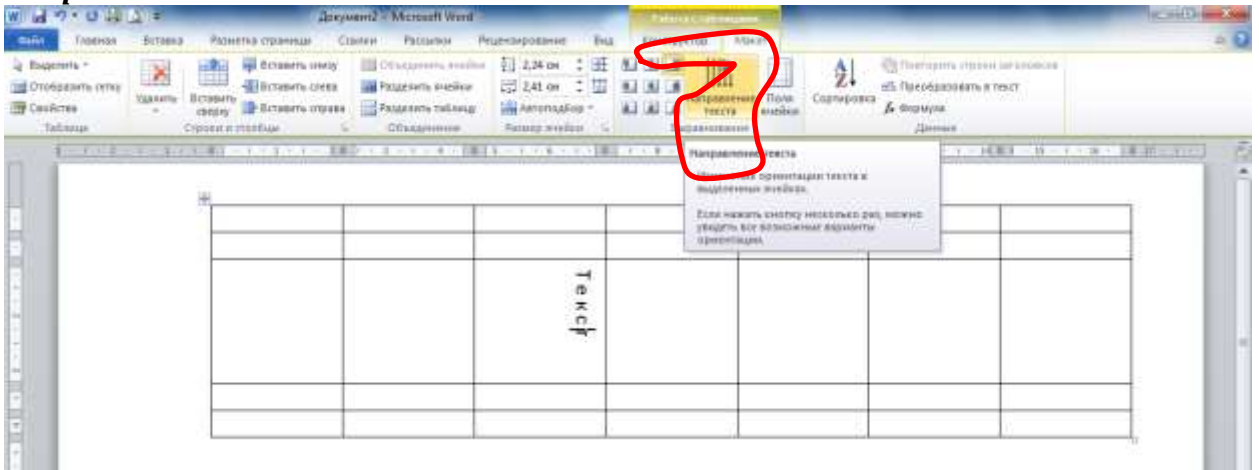 Документ2 - Microsoft Word
Работа с таблицами
Файл Главная Вставка Разметка страницы Ссылки Рассылки Рецензирование Вид Конструктор Макет
Выделить Вставить снизу Объединить ячейки 2,24 см Повторить строки заголовков
Отобразить сетку Удалить Вставить сверху Вставить слева Разделить ячейки 2,41 см Направление текста Поля ячейки Сортировка Преобразовать в текст
Свойства Вставить справа Разделить таблицу Автоподбор Формула
Таблица Строки и столбцы Объединение Размер ячейки Выравнивание Данные
Направление текста
Изменение ориентации текста в
выделенных ячейках.
Если нажать кнопку несколько раз, можно
увидеть все возможные варианты
ориентации.
Текст